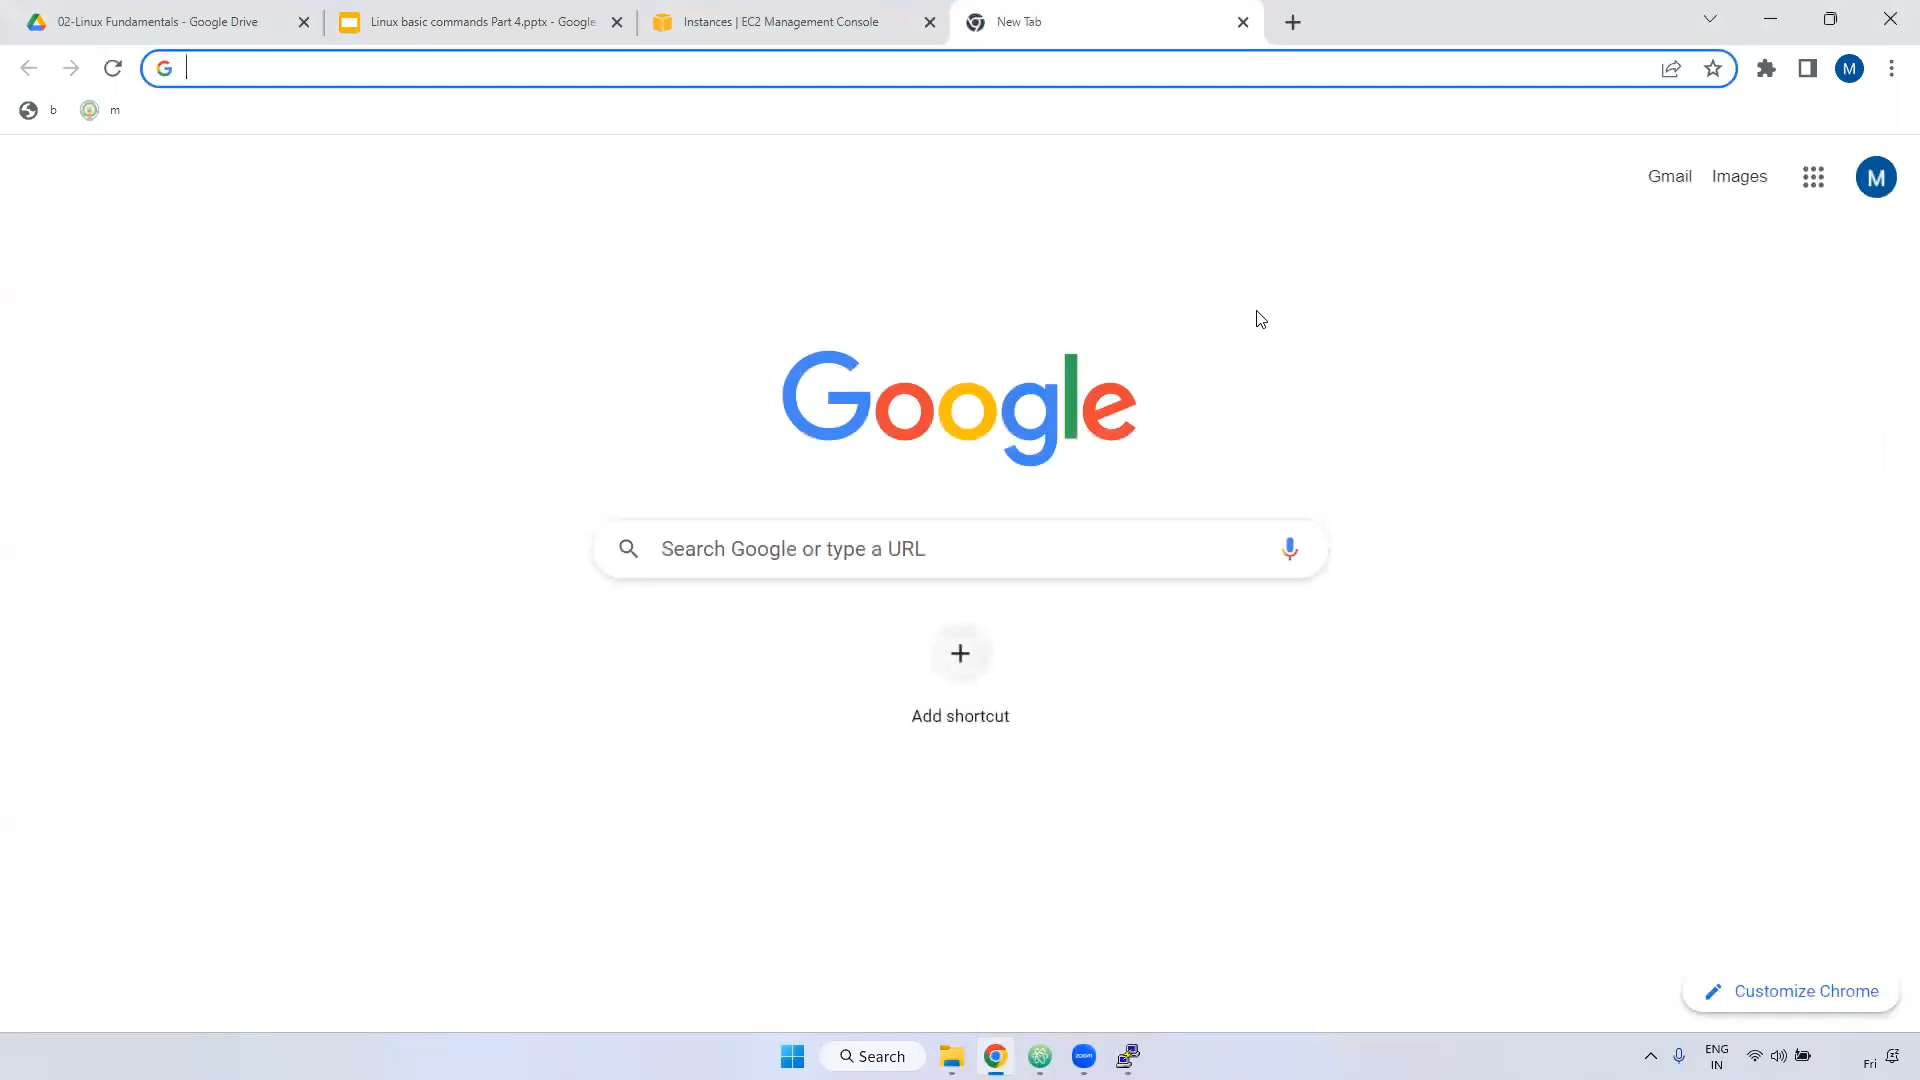 02-Linux Fundamentals - Google Drive
Linux basic commands Part 4.pptx - Google
Instances | EC2 Management Console
New Tab
M
b
m
Gmail
Images
M
Google
Search Google or type a URL
Add shortcut
Customize Chrome
Search
zoom
ENG
IN
Fri